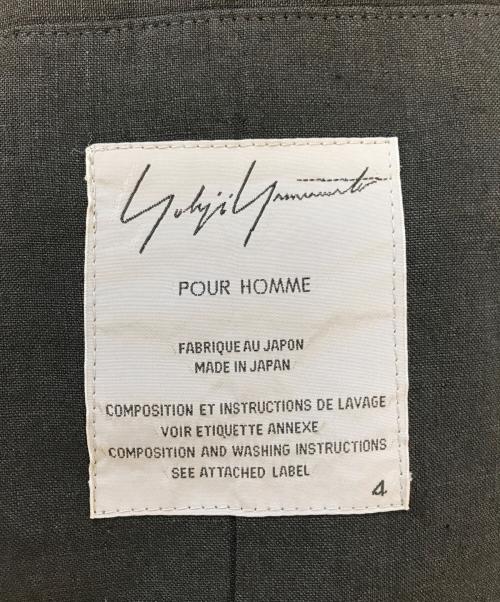 Yohji Yamamoto
POUR HOMME
FABRIQUE AU JAPON
MADE IN JAPAN
COMPOSITION ET INSTRUCTIONS DE LAVAGE
VOIR ETIQUETTE ANNEXE
COMPOSITION AND WASHING INSTRUCTIONS
SEE ATTACHED LABEL
4